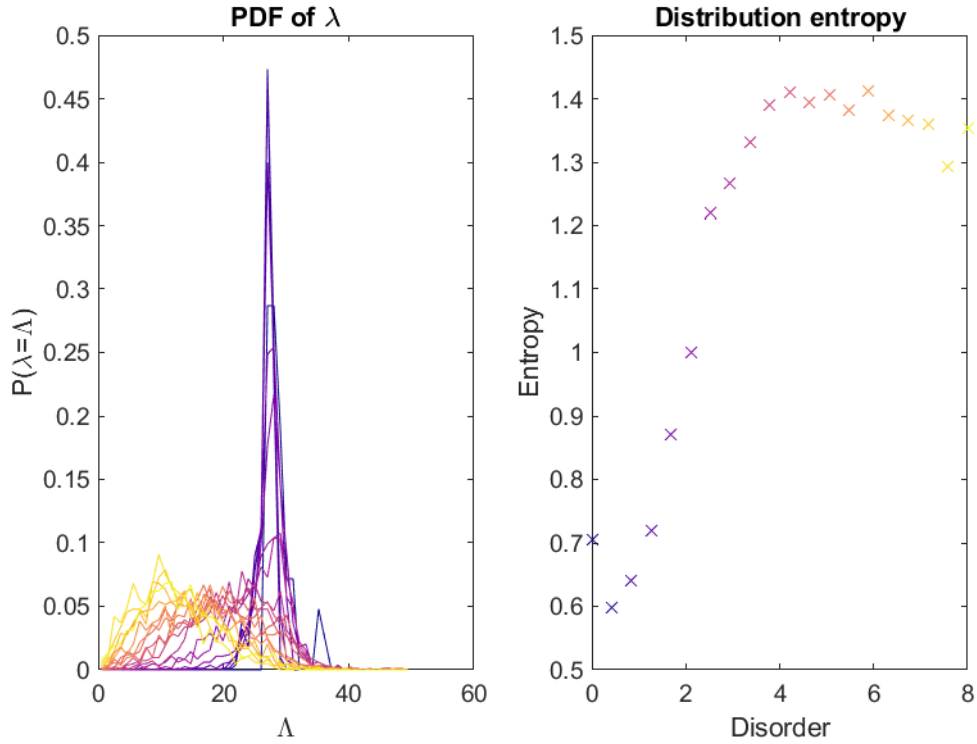 PDF of λ
0.5
0.45
0.4
0.35
0.3
0.25
0.2
0.15
0.1
0.05
0
P(λ=Λ)
0 20 40 60
Λ
Distribution entropy
1.5
1.4
1.3
1.2
1.1
1
0.9
0.8
0.7
0.6
0.5
Entropy
0 2 4 6 8
Disorder